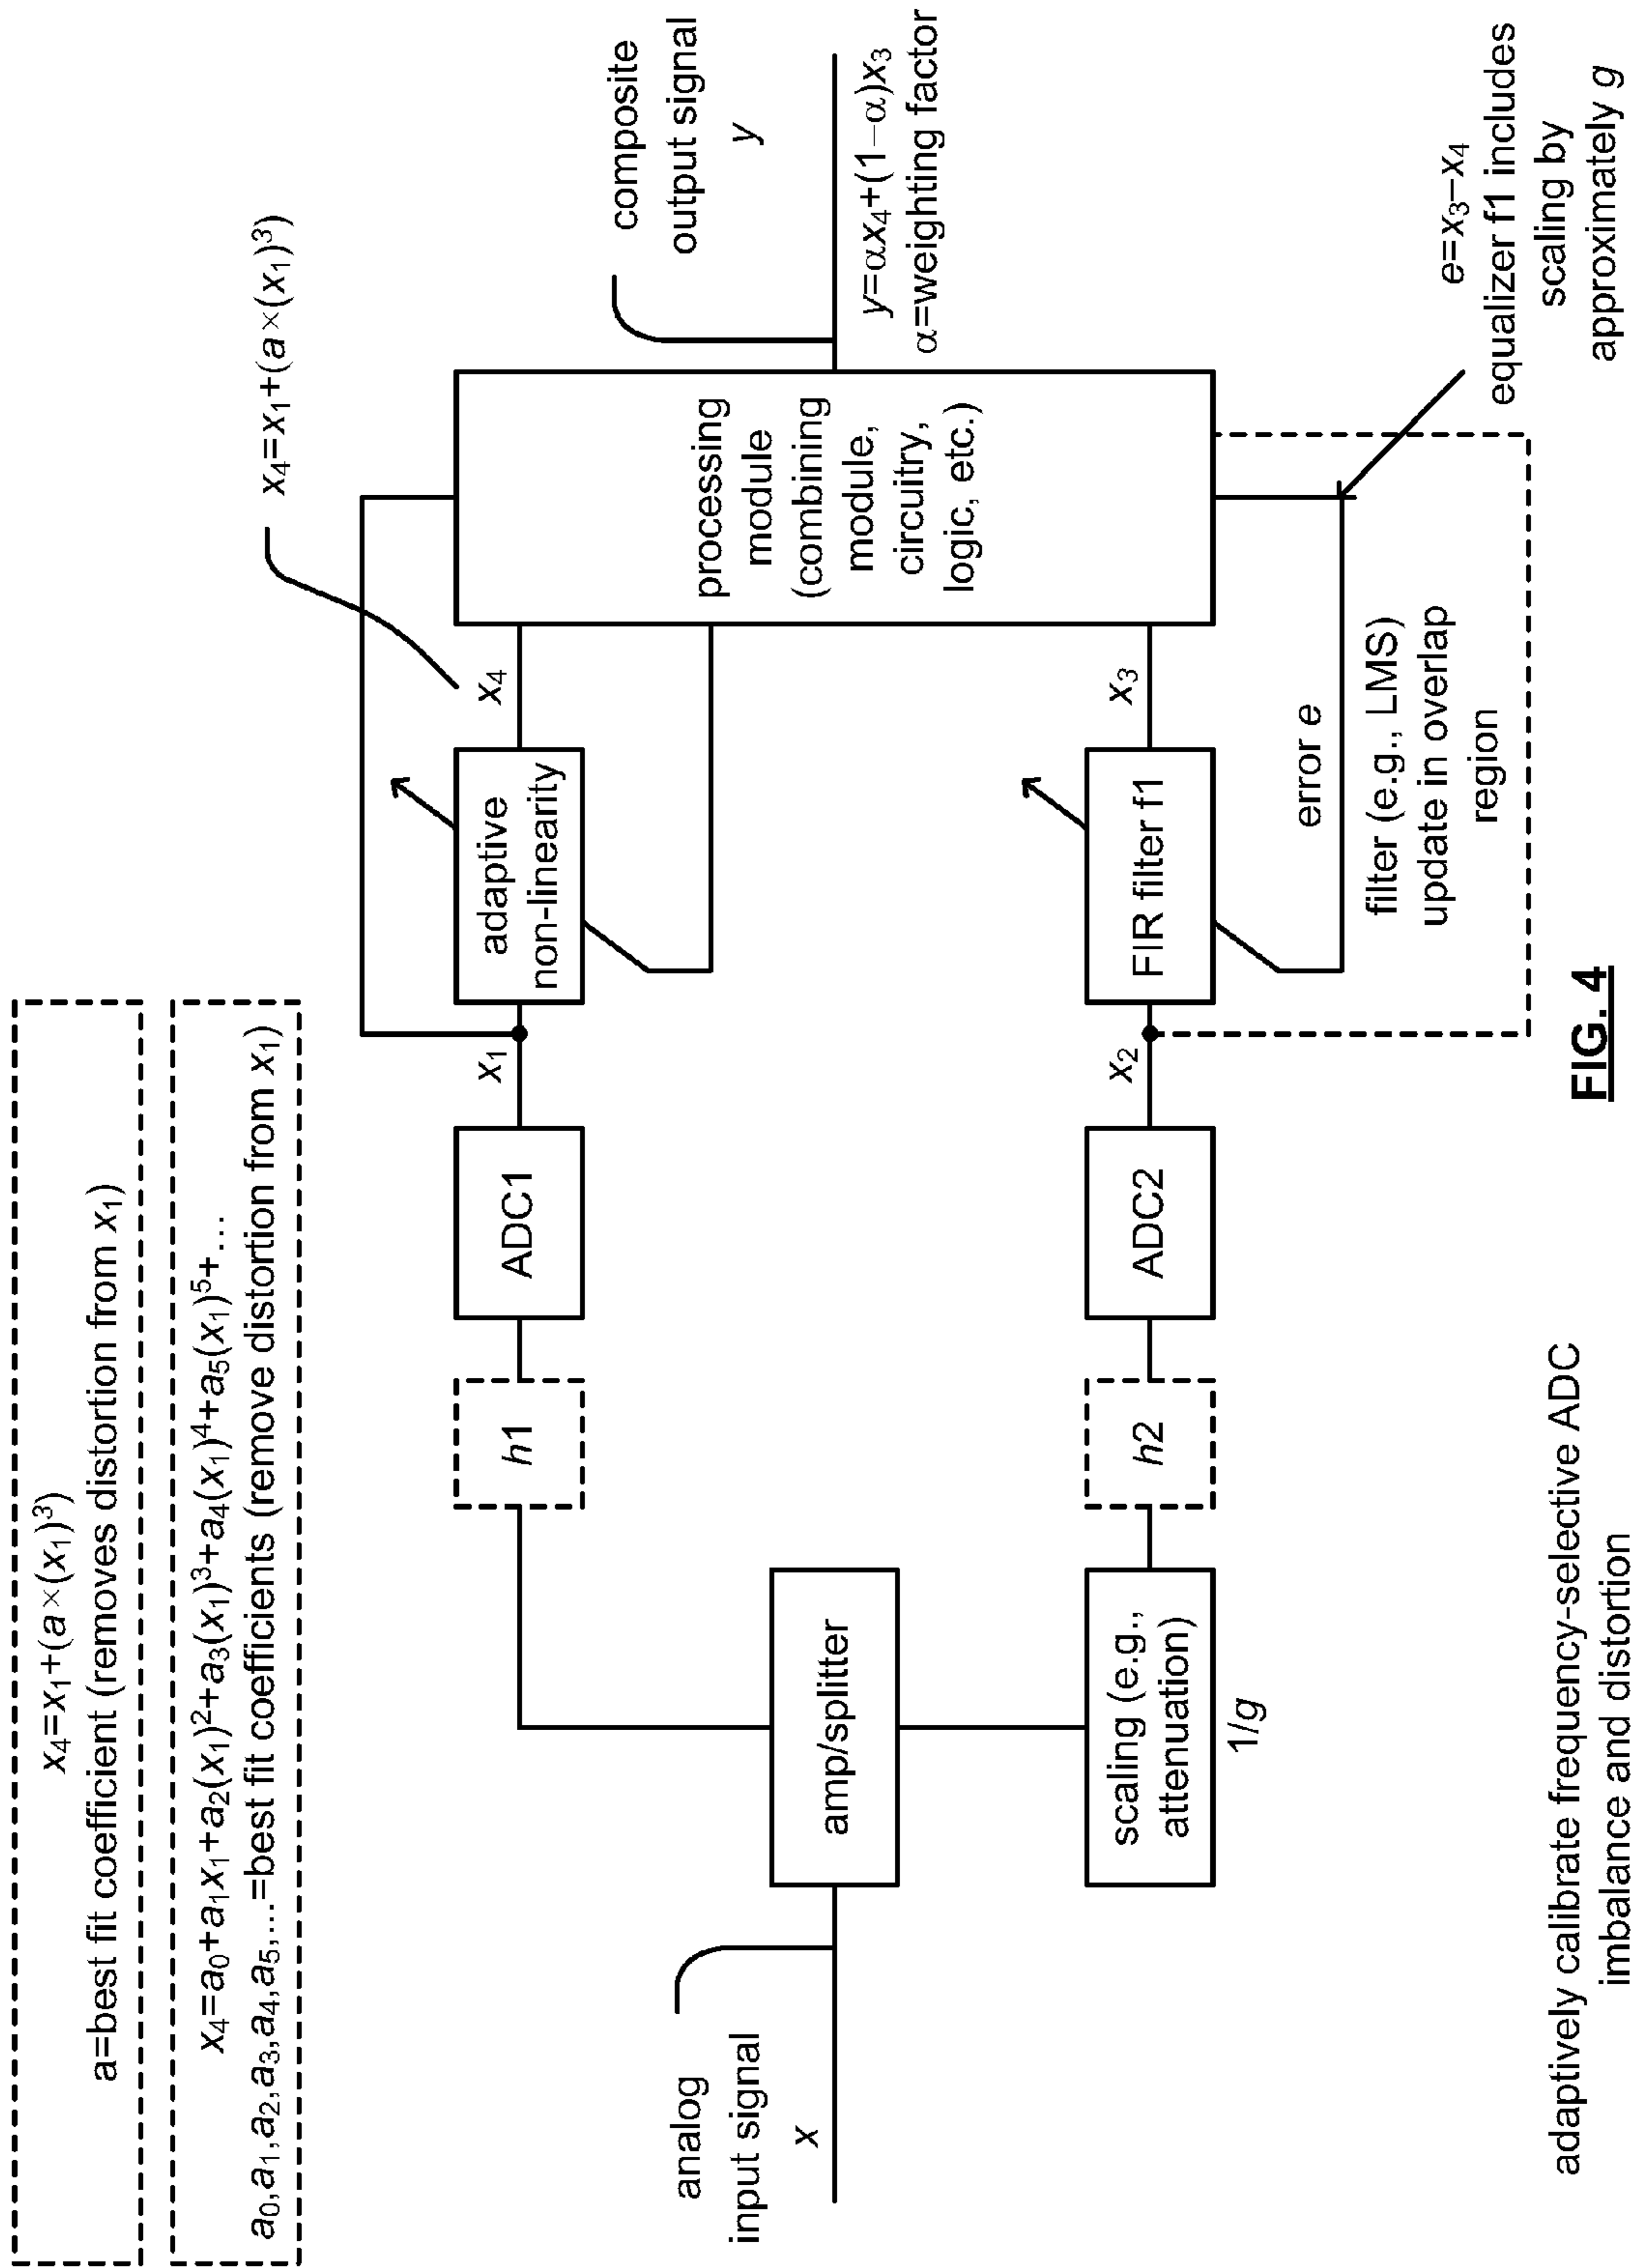 x₄=x₁+(a×(x₁)³)
a=best fit coefficient (removes distortion from x₁)
x₄=a₀+a₁x₁+a₂(x₁)²+a₃(x₁)³+a₄(x₁)⁴+a₅(x₁)⁵+...
a₀,a₁,a₂,a₃,a₄,a₅,...=best fit coefficients (remove distortion from x₁)
x₄=x₁+(a×(x₁)³)
analog
input signal
x
amp/splitter
scaling (e.g.,
attenuation)
1/g
h1
h2
ADC1
ADC2
x₁
x₂
adaptive
non-linearity
FIR filter f1
x₄
x₃
error e
filter (e.g., LMS)
update in overlap
region
processing
module
(combining
module,
circuitry,
logic, etc.)
composite
output signal
y
y=αx₄+(1−α)x₃
α=weighting factor
e=x₃−x₄
equalizer f1 includes
scaling by
approximately g
adaptively calibrate frequency-selective ADC
imbalance and distortion
FIG. 4